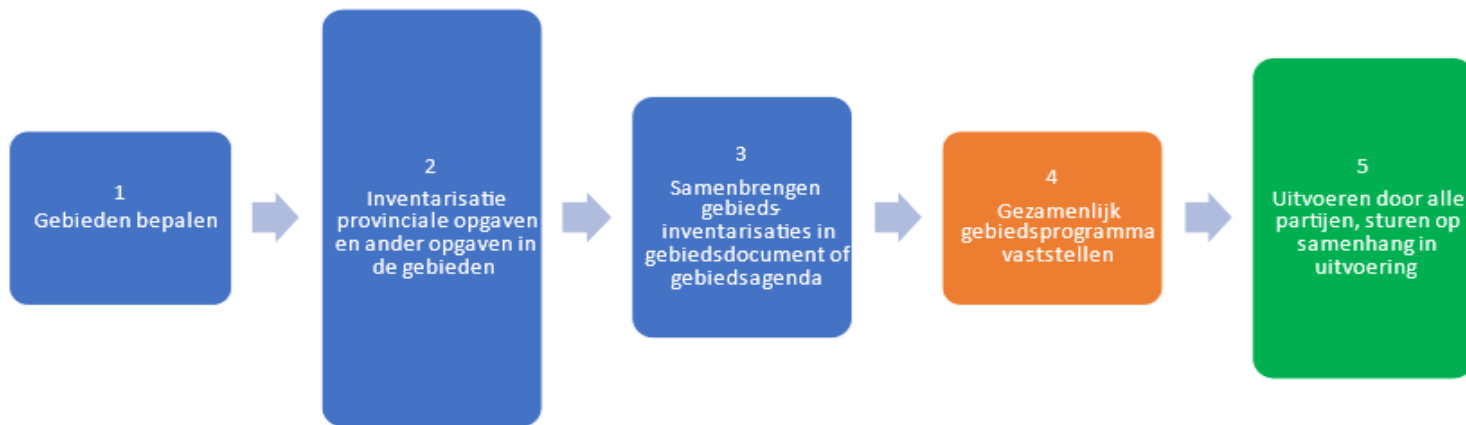 1
Gebieden bepalen
2
Inventarisatie
provinciale opgaven
en ander opgaven in
de gebieden
3
Samenbrengen
gebieds-
inventarisaties in
gebiedsdocument of
gebiedsagenda
4
Gezamenlijk
gebiedsprogramma
vaststellen
5
Uitvoeren door alle
partijen, sturen op
samenhang in
uitvoering